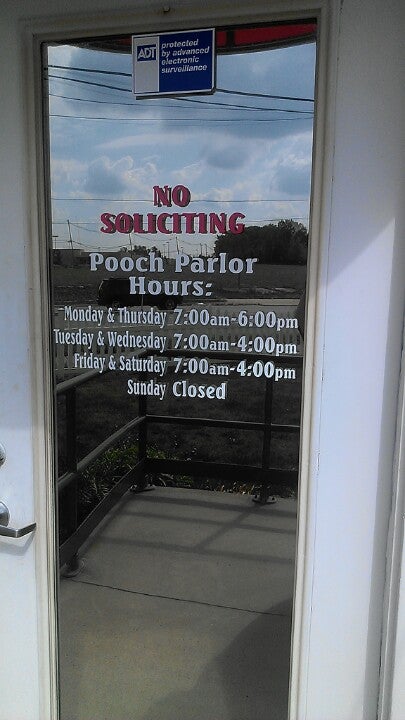 ADT
protected
by advanced
electronic
surveillance
NO
SOLICITING
Pooch Parlor
Hours:
Monday & Thursday 7:00am-6:00pm
Tuesday & Wednesday 7:00am-4:00pm
Friday & Saturday 7:00am-4:00pm
Sunday Closed